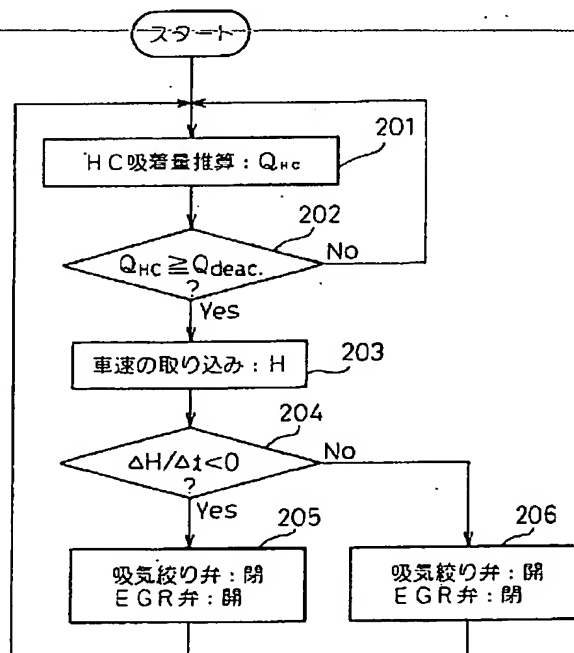 スタート
201
HC吸着量推算：QHC
202
QHC≧Qdeac.
?
No
Yes
203
車速の取り込み：H
204
ΔH/Δt<0
?
No
Yes
205
吸気絞り弁：閉
EGR弁：開
206
吸気絞り弁：開
EGR弁：閉